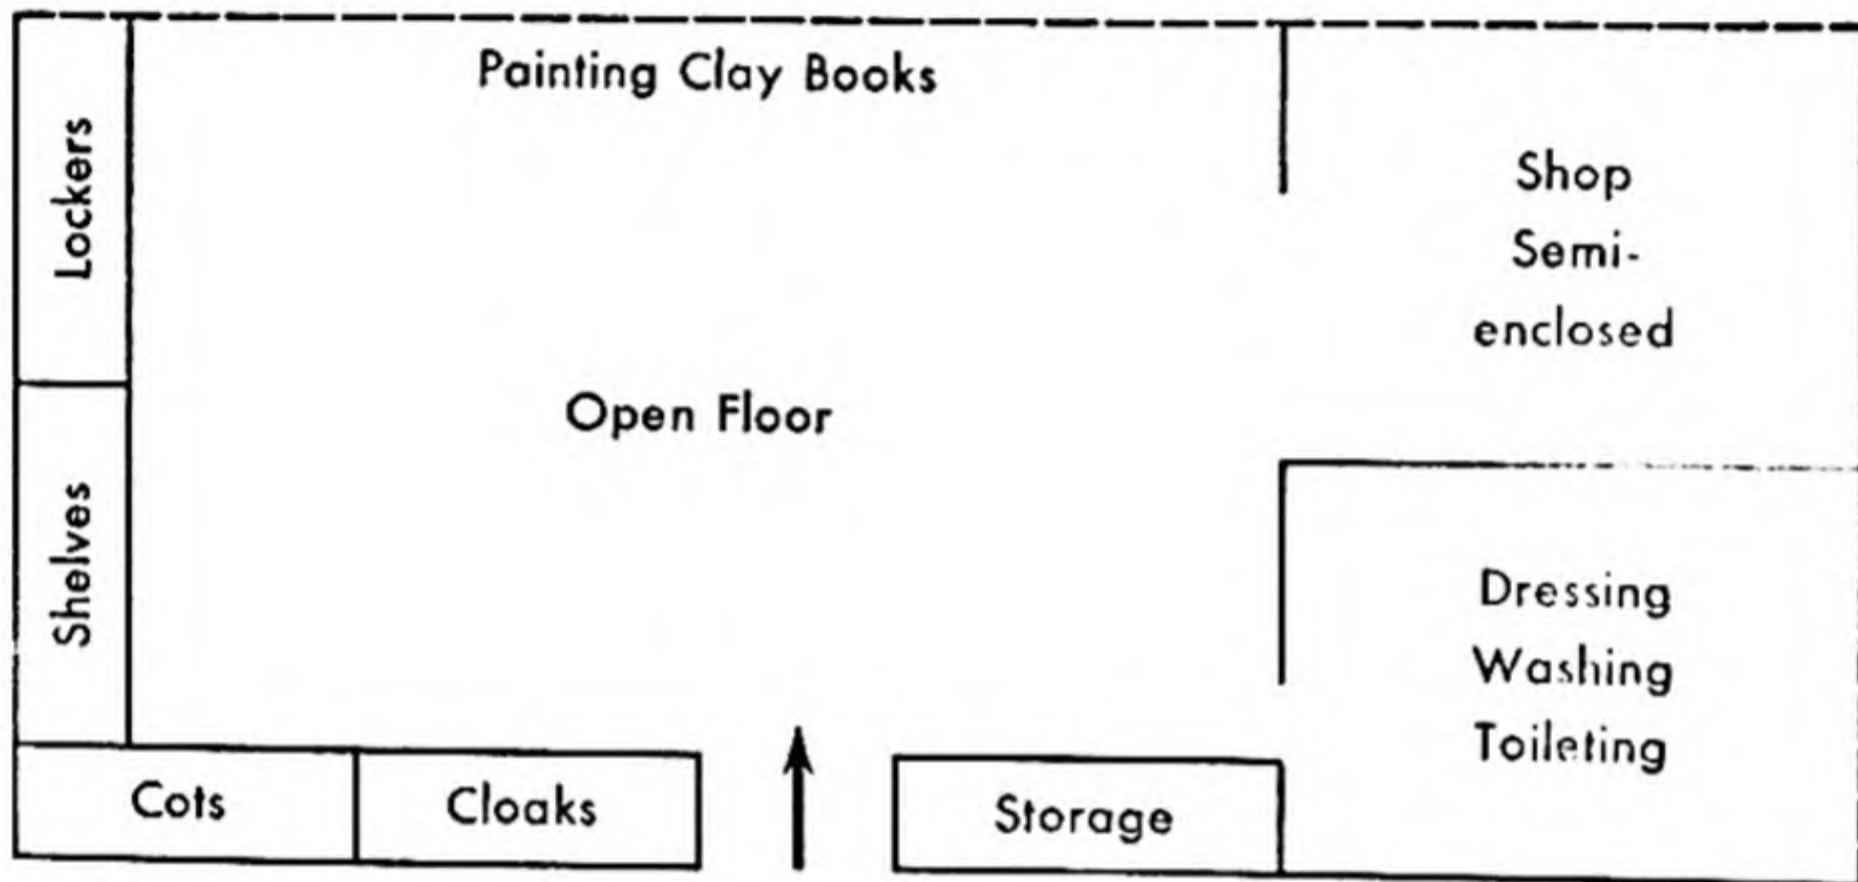 Painting Clay Books
Lockers
Shop
Semi-
enclosed
Open Floor
Shelves
Dressing
Washing
Toileting
Cots
Cloaks
Storage